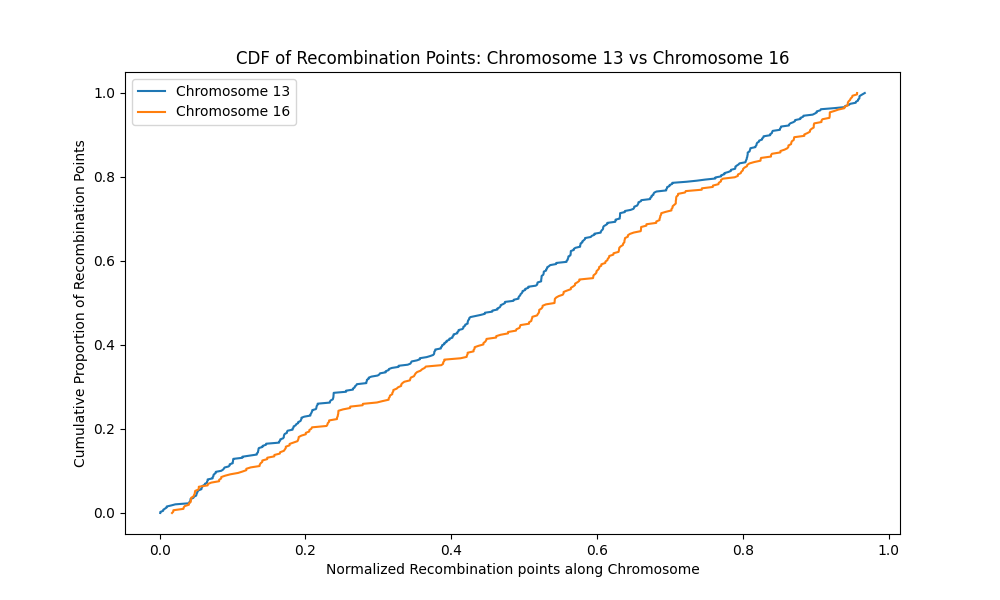 CDF of Recombination Points: Chromosome 13 vs Chromosome 16
Chromosome 13
Chromosome 16
Cumulative Proportion of Recombination Points
1.0
0.8
0.6
0.4
0.2
0.0
0.0 0.2 0.4 0.6 0.8 1.0
Normalized Recombination points along Chromosome